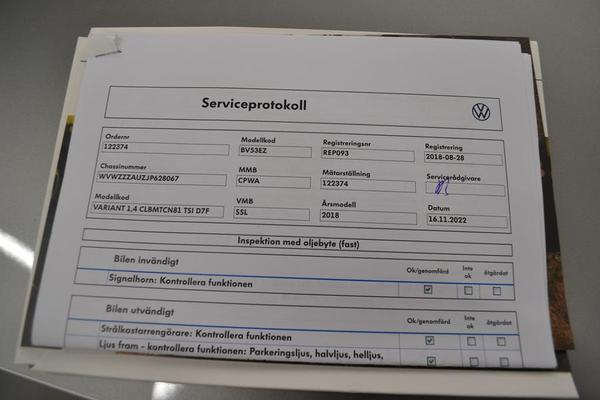 Serviceprotokoll
Ordernr Modellkod Registreringsnr Registrering
122374 BV53EZ REP093 2018-08-28
Chassinummer MMB Mätarställning Servicerådgivare
WVWZZZAUZJP628067 CPWA 122374
Modellkod VMB Årsmodell Datum
VARIANT 1,4 CLBMTCN81 TSI D7F SSL 2018 16.11.2022
Inspektion med oljebyte (fast)
Bilen invändigt Ok/genomförd Inte ok åtgärdat
Signalhorn: Kontrollera funktionen
Bilen utvändigt Ok/genomförd Inte ok åtgärdat
Strålkastarrengörare: Kontrollera funktionen
Ljus fram - kontrollera funktionen: Parkeringsljus, halvljus, helljus,